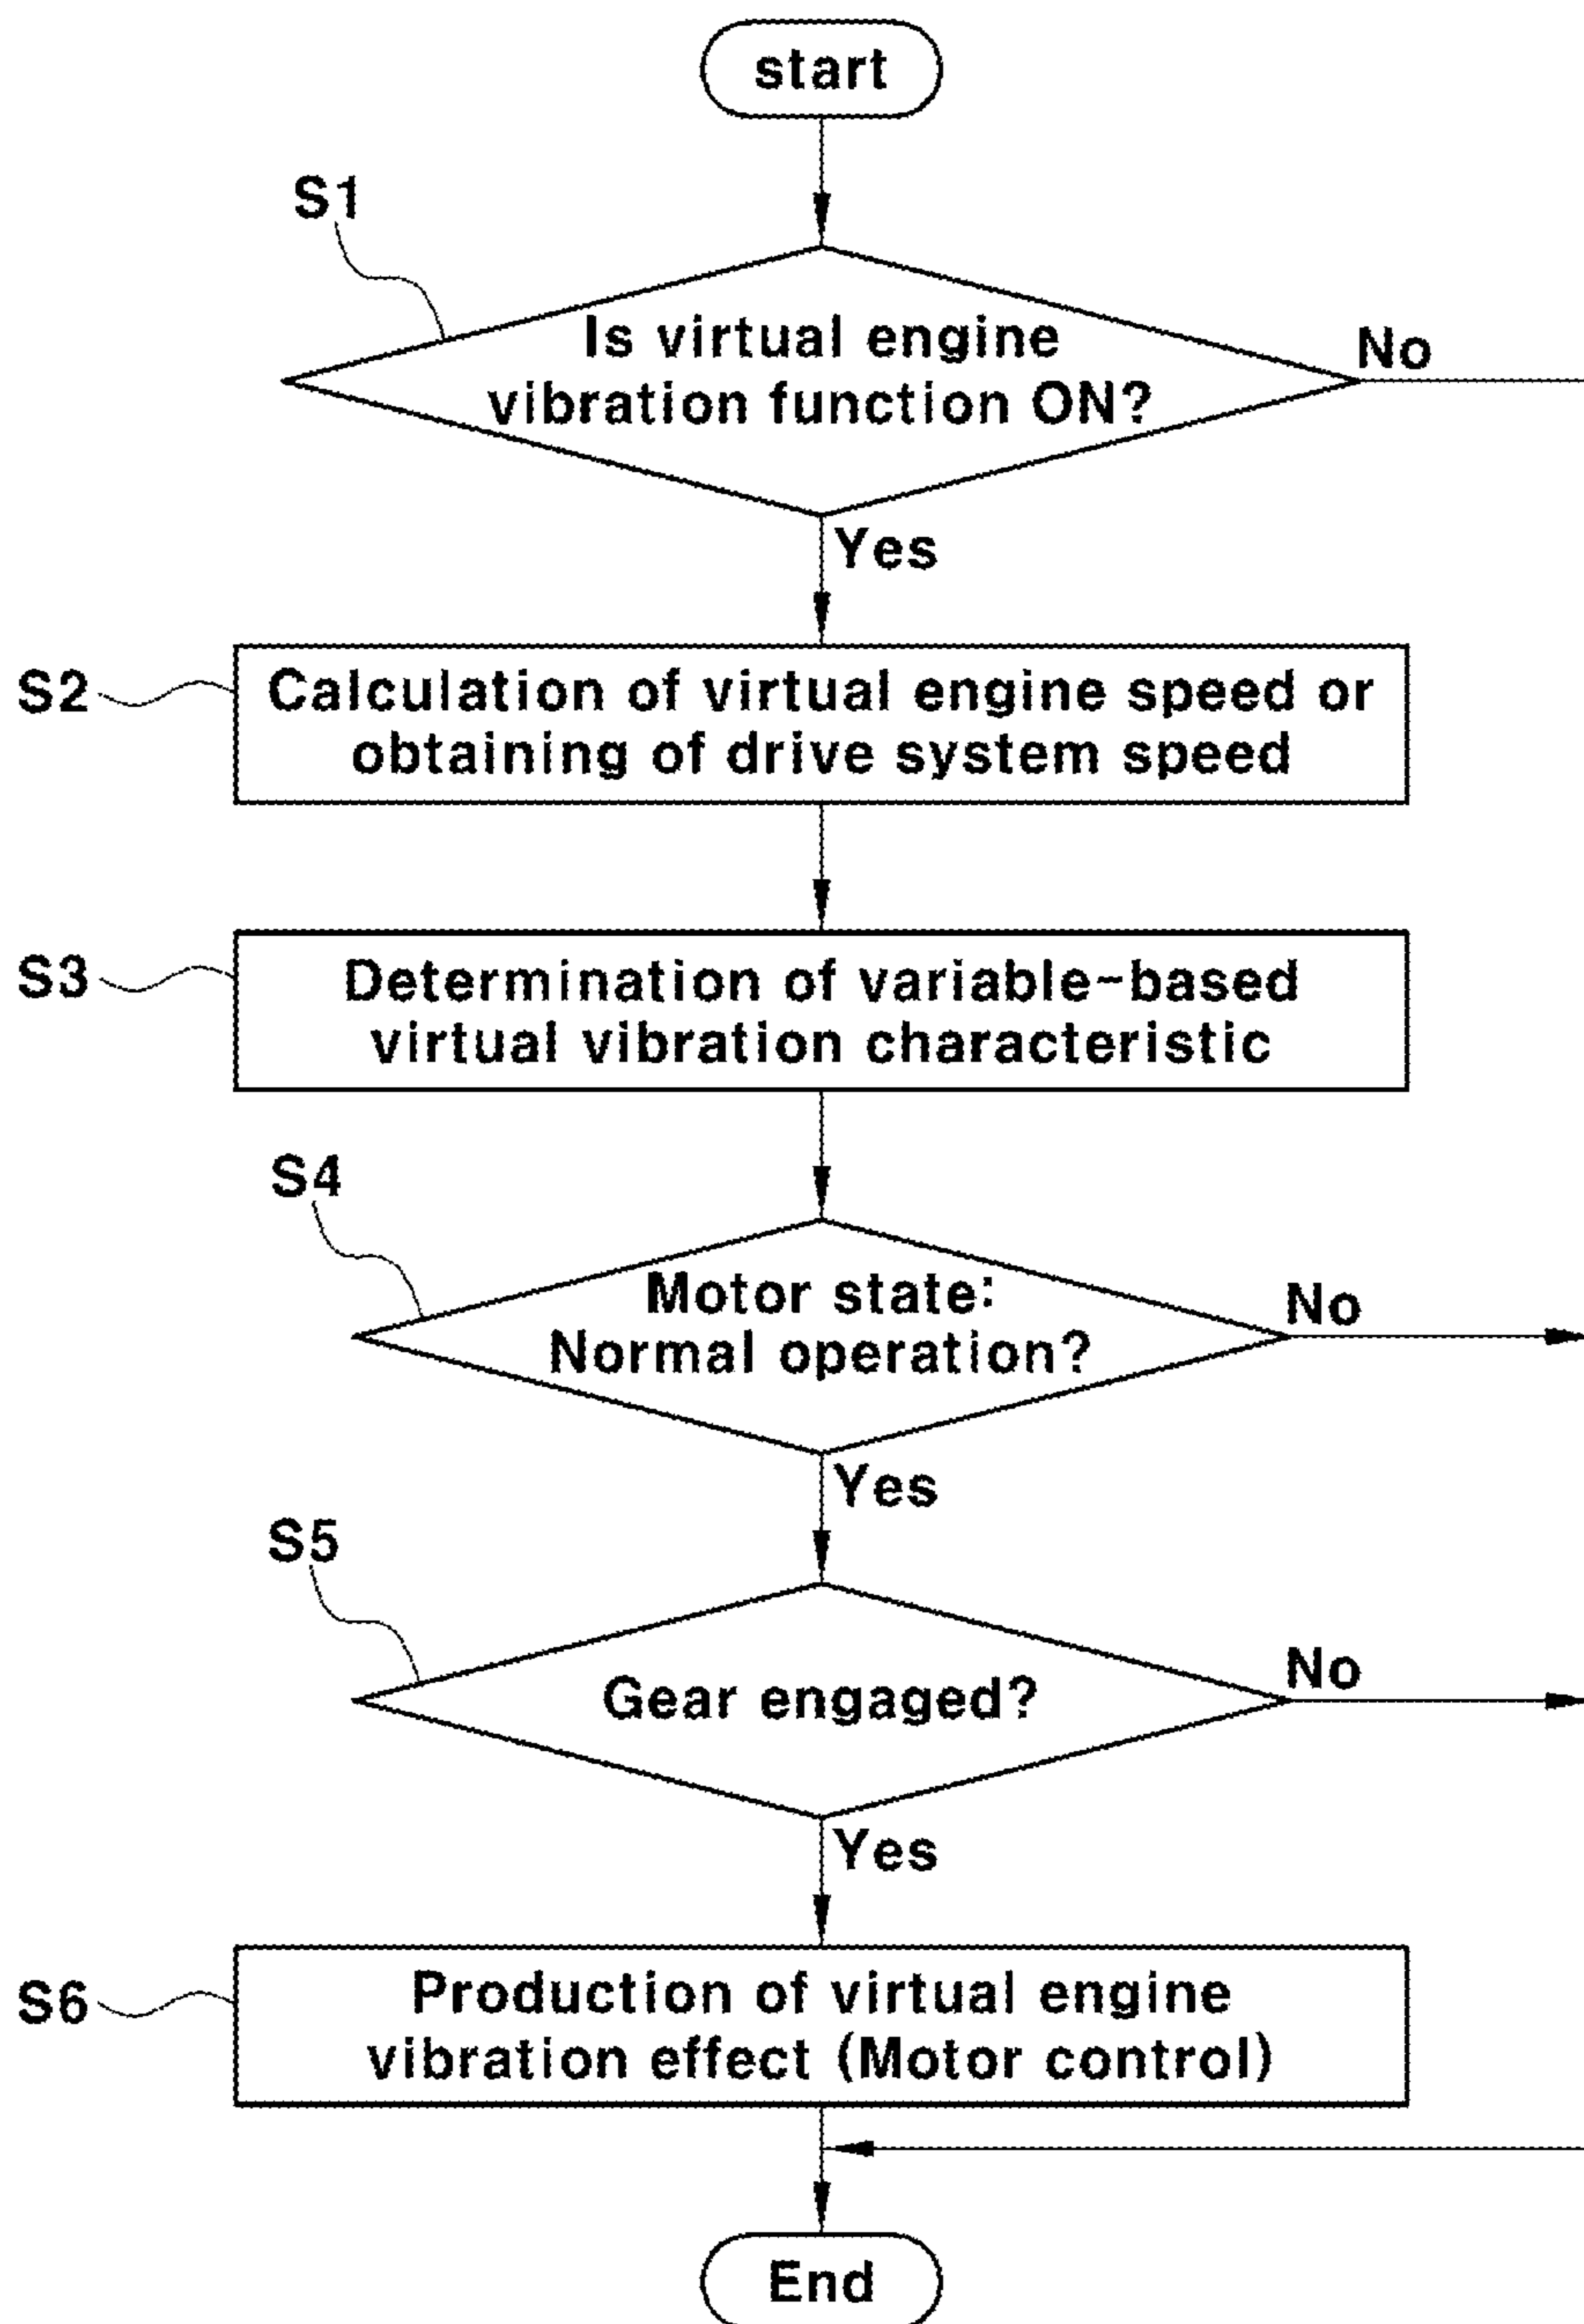 start
S1
Is virtual engine
vibration function ON?
No
Yes
S2
Calculation of virtual engine speed or
obtaining of drive system speed
S3
Determination of variable-based
virtual vibration characteristic
S4
Motor state:
Normal operation?
No
Yes
S5
Gear engaged?
No
Yes
S6
Production of virtual engine
vibration effect (Motor control)
End